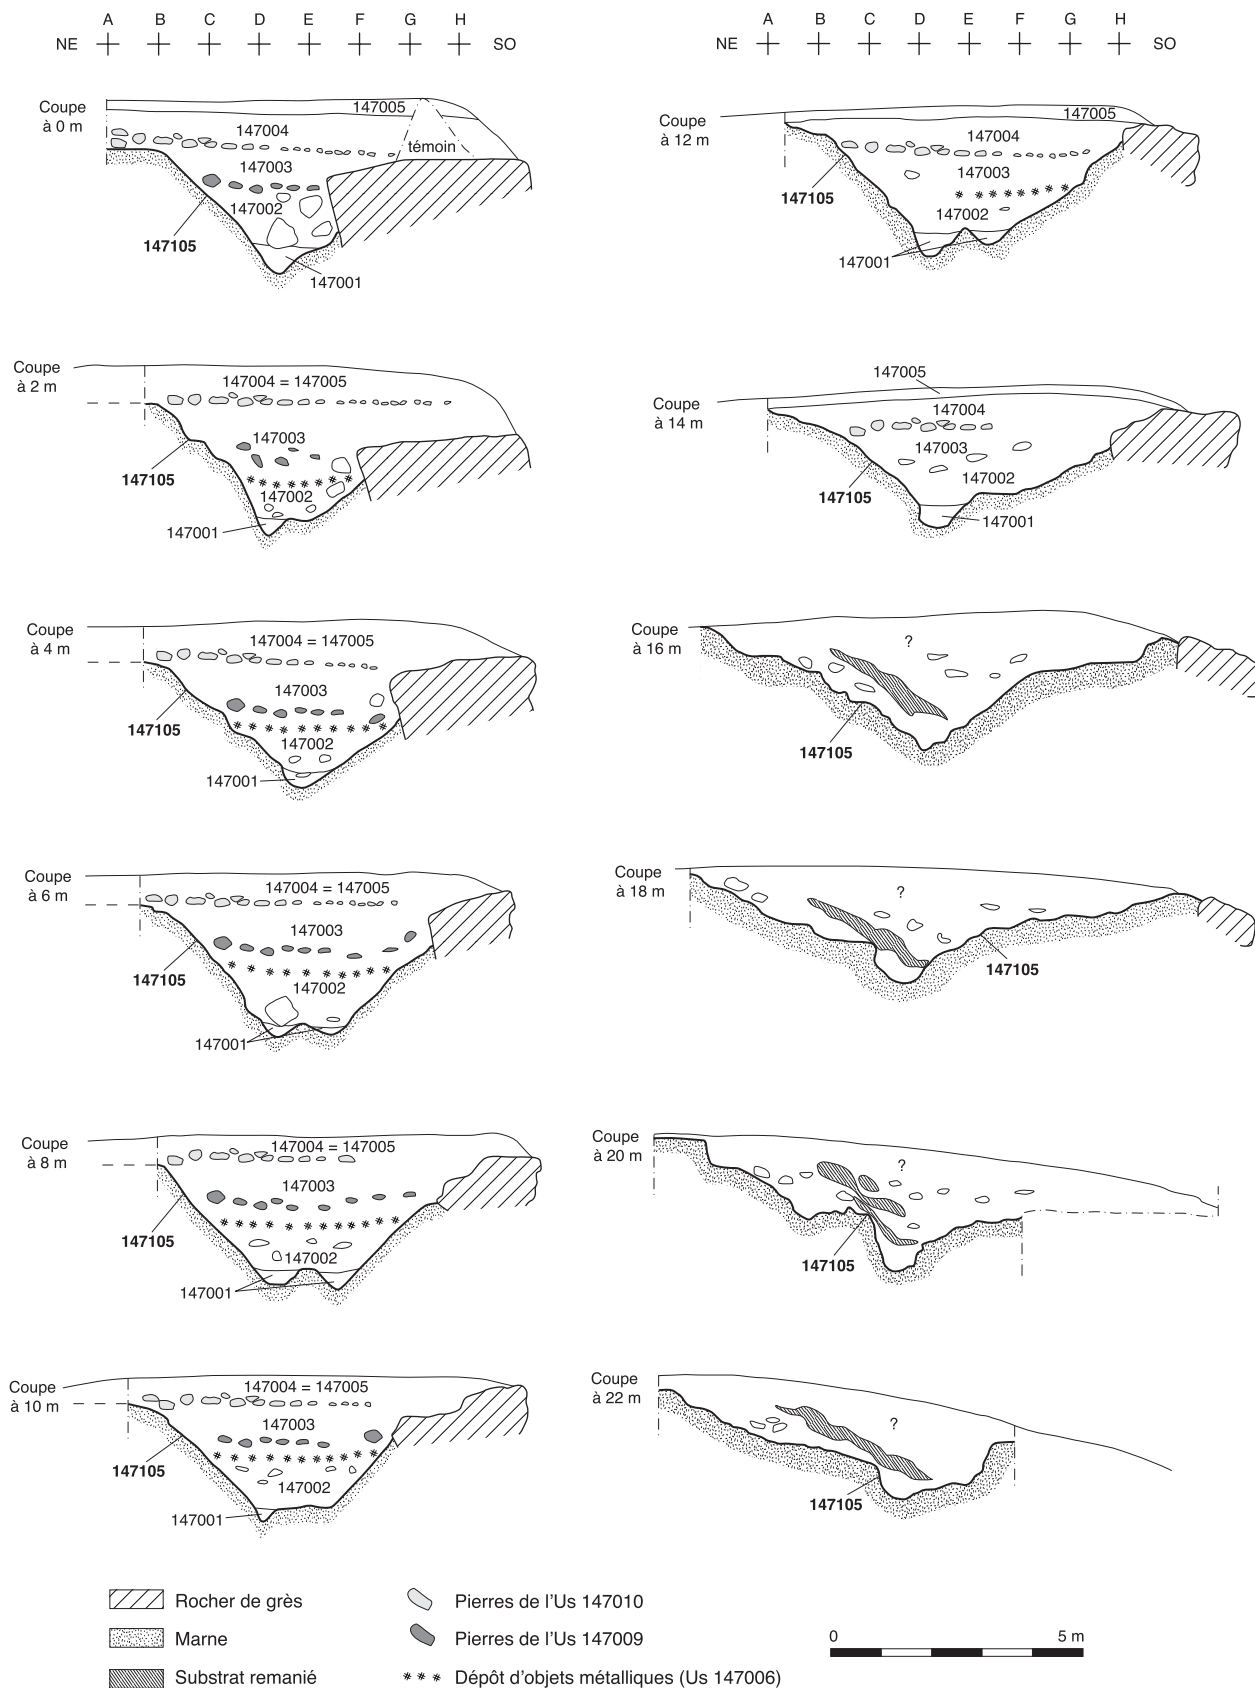 A B C D E F G H
NE SO
Coupe
à 0 m
147005
147004
témoin
147003
147002
147105
147001
Coupe
à 2 m
147004 = 147005
147003
147105
147002
147001
Coupe
à 4 m
147004 = 147005
147003
147105
147002
147001
Coupe
à 6 m
147004 = 147005
147003
147105
147002
147001
Coupe
à 8 m
147004 = 147005
147003
147105
147002
147001
Coupe
à 10 m
147004 = 147005
147003
147105
147002
147001
A B C D E F G H
NE SO
Coupe
à 12 m
147005
147004
147003
147105
147002
147001
147005
Coupe
à 14 m
147004
147003
147002
147105
147001
Coupe
à 16 m
?
147105
Coupe
à 18 m
?
147105
Coupe
à 20 m
?
147105
Coupe
à 22 m
?
147105
Rocher de grès
Marne
Substrat remanié
Pierres de l'Us 147010
Pierres de l'Us 147009
Dépôt d'objets métalliques (Us 147006)
0 5 m